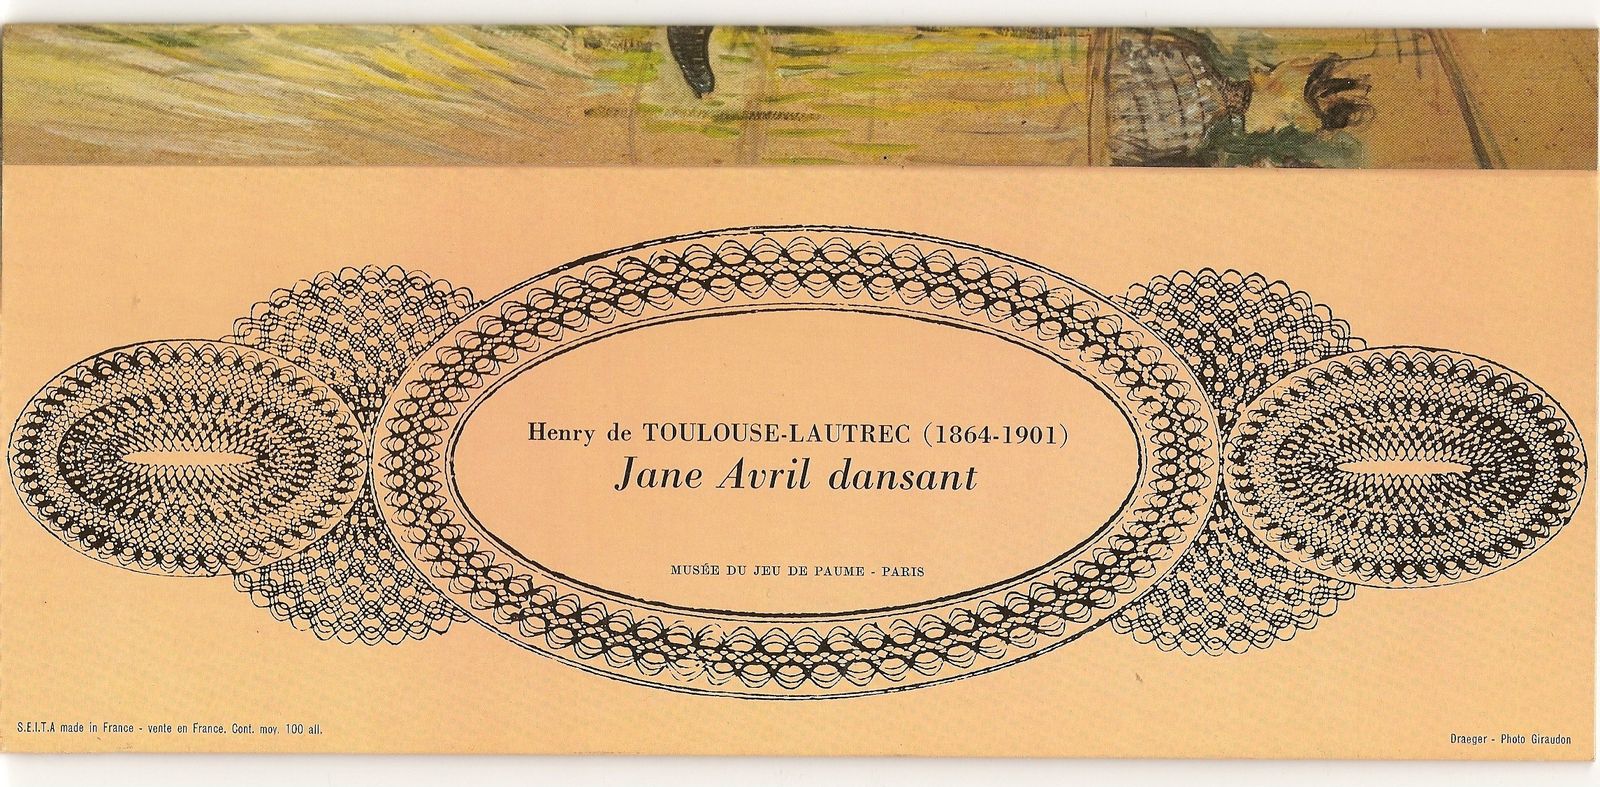 Henry de TOULOUSE-LAUTREC (1864-1901)
Jane Avril dansant
MUSÉE DU JEU DE PAUME - PARIS
S.E.I.T.A made in France - vente en France. Cont. moy. 100 all.
Draeger - Photo Giraudon